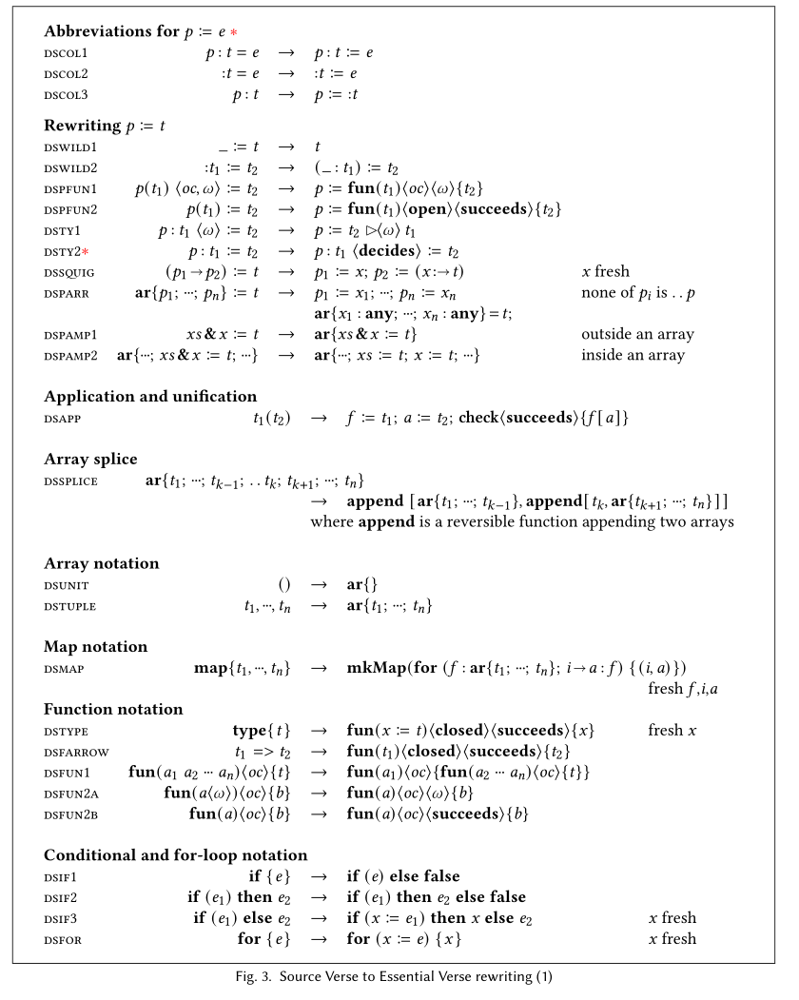 Abbreviations for p := e *
DSCOL1 p : t = e → p : t := e
DSCOL2 :t = e → :t := e
DSCOL3 p : t → p := :t
Rewriting p := t
DSWILD1 _ := t → t
DSWILD2 :t₁ := t₂ → (_ : t₁) := t₂
DSPFUN1 p(t₁) ⟨oc, ω⟩ := t₂ → p := fun(t₁)⟨oc⟩⟨ω⟩{t₂}
DSPFUN2 p(t₁) := t₂ → p := fun(t₁)⟨open⟩⟨succeeds⟩{t₂}
DSTY1 p : t₁ ⟨ω⟩ := t₂ → p := t₂ ▷⟨ω⟩ t₁
DSTY2* p : t₁ := t₂ → p : t₁ ⟨decides⟩ := t₂
DSSQUIG (p₁→p₂) := t → p₁ := x; p₂ := (x:→t) x fresh
DSPARR ar{p₁; ···; pₙ} := t → p₁ := x₁; ···; pₙ := xₙ none of pᵢ is . . p
ar{x₁ : any; ···; xₙ : any} = t;
DSPAMP1 xs & x := t → ar{xs & x := t} outside an array
DSPAMP2 ar{···; xs & x := t; ···} → ar{···; xs := t; x := t; ···} inside an array
Application and unification
DSAPP t₁(t₂) → f := t₁; a := t₂; check⟨succeeds⟩{f[a]}
Array splice
DSSPLICE ar{t₁; ···; tₖ₋₁; . . tₖ; tₖ₊₁; ···; tₙ}
→ append [ar{t₁; ···; tₖ₋₁}, append[tₖ, ar{tₖ₊₁; ···; tₙ}]]
where append is a reversible function appending two arrays
Array notation
DSUNIT () → ar{}
DSTUPLE t₁, ···, tₙ → ar{t₁; ···; tₙ}
Map notation
DSMAP map{t₁, ···, tₙ} → mkMap(for (f : ar{t₁; ···; tₙ}; i→a : f) {(i, a)})
fresh f,i,a
Function notation
DSTYPE type{t} → fun(x := t)⟨closed⟩⟨succeeds⟩{x} fresh x
DSFARROW t₁ => t₂ → fun(t₁)⟨closed⟩⟨succeeds⟩{t₂}
DSFUN1 fun(a₁ a₂ ··· aₙ)⟨oc⟩{t} → fun(a₁)⟨oc⟩{fun(a₂ ··· aₙ)⟨oc⟩{t}}
DSFUN2A fun(a⟨ω⟩)⟨oc⟩{b} → fun(a)⟨oc⟩⟨ω⟩{b}
DSFUN2B fun(a)⟨oc⟩{b} → fun(a)⟨oc⟩⟨succeeds⟩{b}
Conditional and for-loop notation
DSIF1 if {e} → if (e) else false
DSIF2 if (e₁) then e₂ → if (e₁) then e₂ else false
DSIF3 if (e₁) else e₂ → if (x := e₁) then x else e₂ x fresh
DSFOR for {e} → for (x := e) {x} x fresh
Fig. 3. Source Verse to Essential Verse rewriting (1)